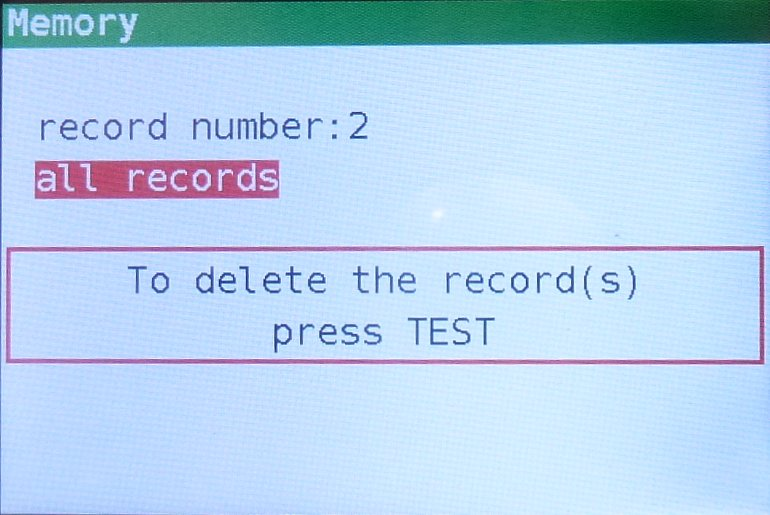 Memory
record number:2
all records
To delete the record(s)
press TEST